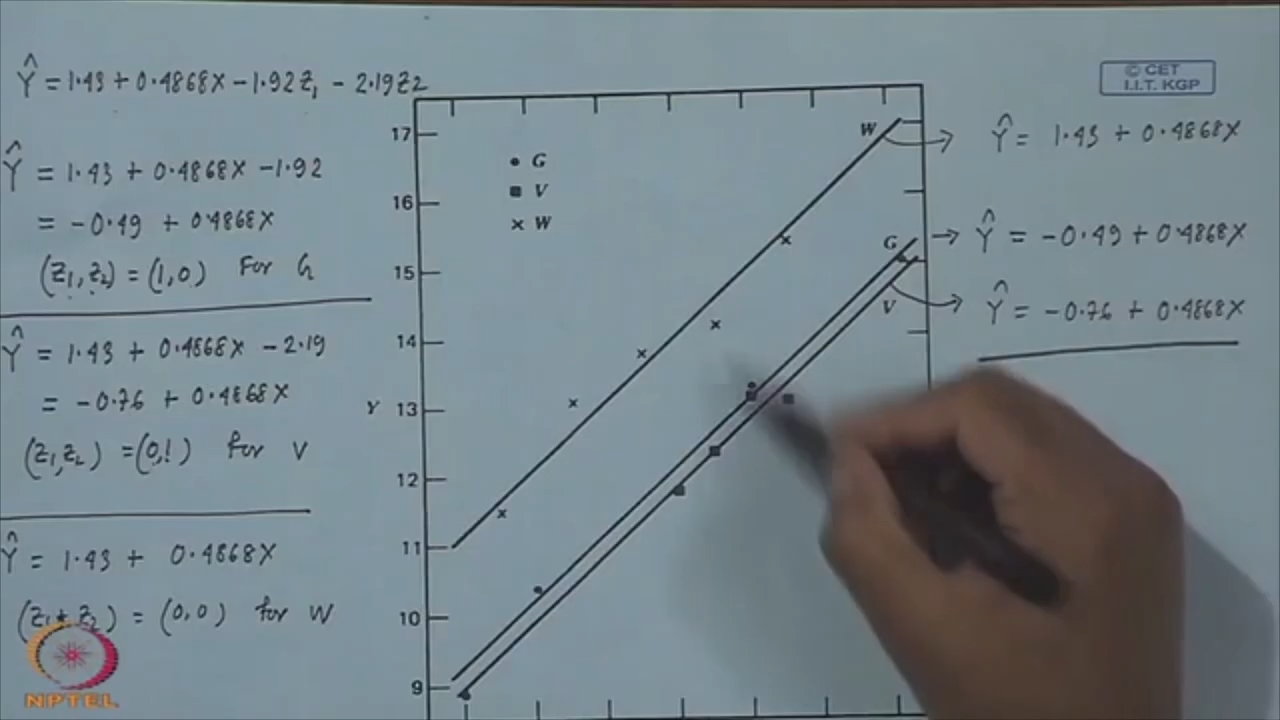 Ŷ = 1.43 + 0.4868X - 1.92Z₁ - 2.19Z₂
Ŷ = 1.43 + 0.4868X - 1.92
= -0.49 + 0.4868X
(Z₁, Z₂) = (1,0) For G
Ŷ = 1.43 + 0.4868X - 2.19
= -0.76 + 0.4868X
(Z₁, Z₂) = (0,1) for V
Ŷ = 1.43 + 0.4868X
(Z₁, Z₂) = (0,0) for W
NPTEL
17
16
15
14
Y 13
12
11
10
9
G
V
W
W
G
V
© CET
I.I.T. KGP
Ŷ = 1.43 + 0.4868X
Ŷ = -0.49 + 0.4868X
Ŷ = -0.76 + 0.4868X